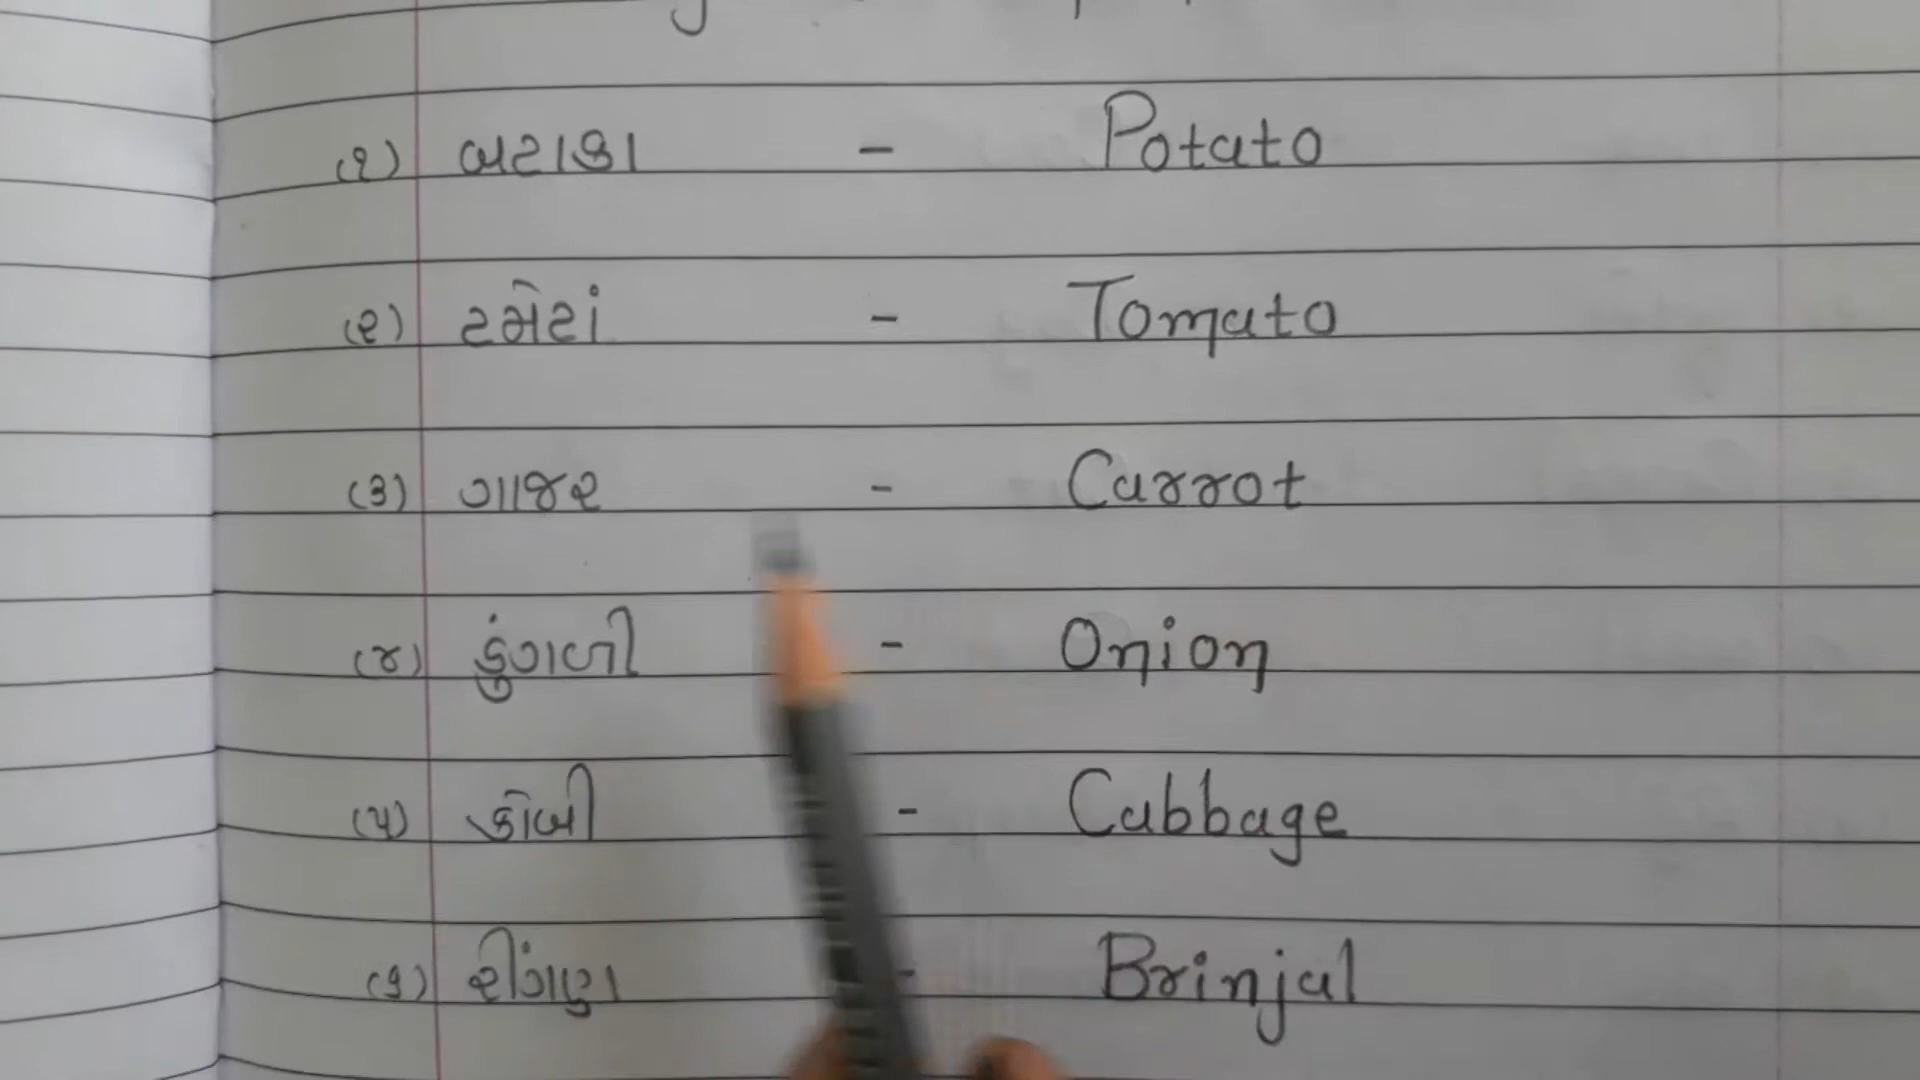 (૧) બટાકા - Potato
(૨) ટમેટાં - Tomato
(૩) ગાજર - Carrot
(૪) ડુંગળી - Onion
(૫) કોબી - Cabbage
(૬) રીંગણ - Brinjal